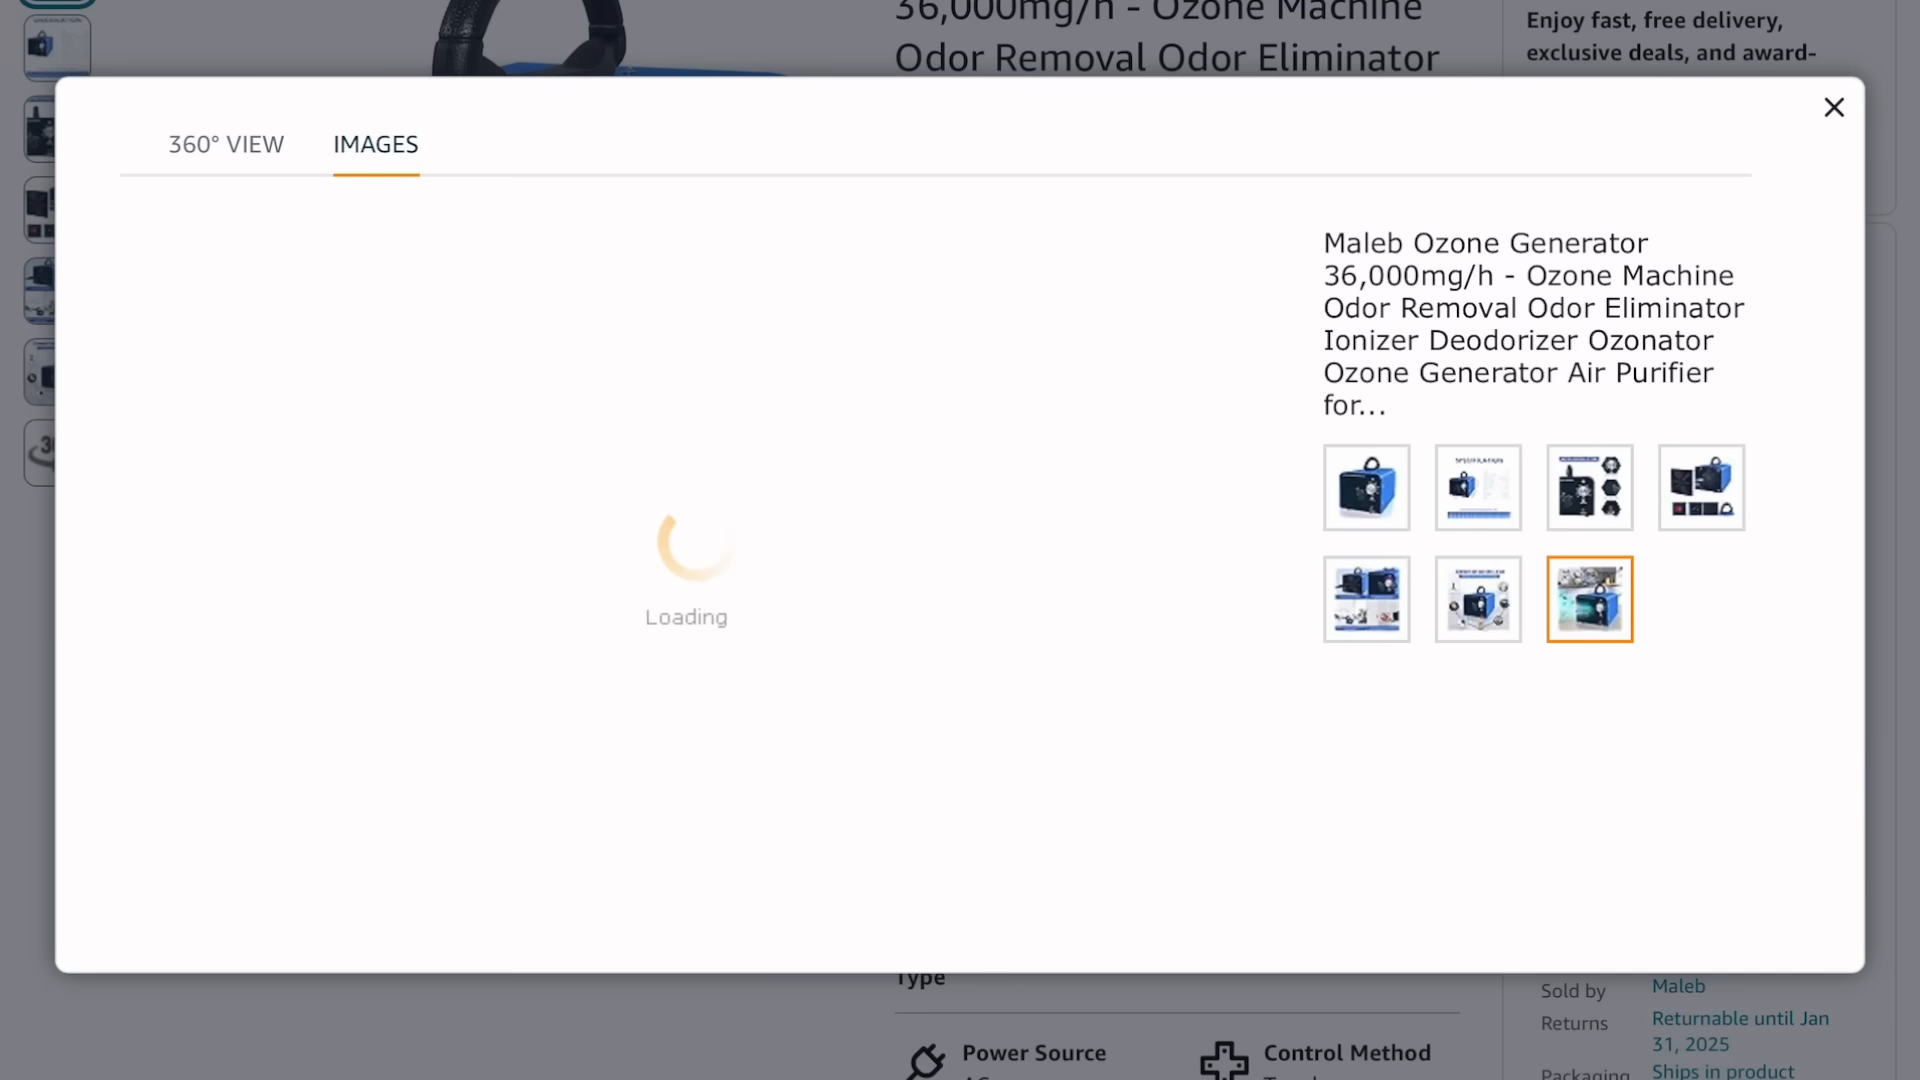 36,000mg/h - Ozone Machine
Odor Removal Odor Eliminator
Enjoy fast, free delivery,
exclusive deals, and award-
360° VIEW
IMAGES
Maleb Ozone Generator
36,000mg/h - Ozone Machine
Odor Removal Odor Eliminator
Ionizer Deodorizer Ozonator
Ozone Generator Air Purifier
for...
SPECIFICATION
Loading
Type
Power Source
Control Method
Sold by
Maleb
Returns
Returnable until Jan
31, 2025
Packaging
Ships in product